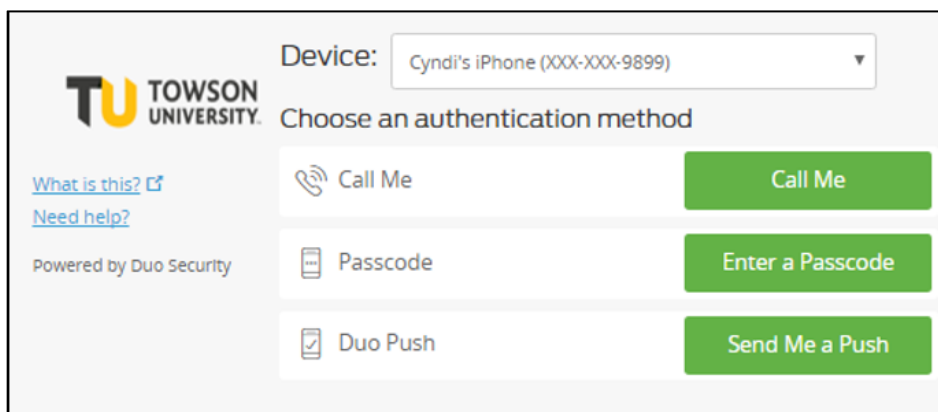 Device: Cyndi's iPhone (XXX-XXX-9899)
TU TOWSON
UNIVERSITY.
Choose an authentication method
What is this?
Need help?
Powered by Duo Security
Call Me Call Me
Passcode Enter a Passcode
Duo Push Send Me a Push